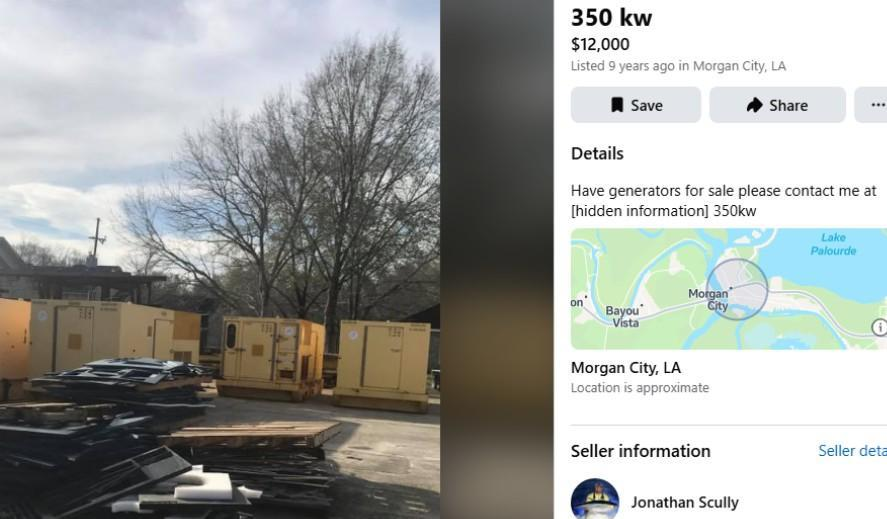 350 kw
$12,000
Listed 9 years ago in Morgan City, LA
Save
Share
Details
Have generators for sale please contact me at
[hidden information] 350kw
Lake
Palourde
Morgan
City
on
Bayou
Vista
Morgan City, LA
Location is approximate
Seller information
Seller deta
Jonathan Scully